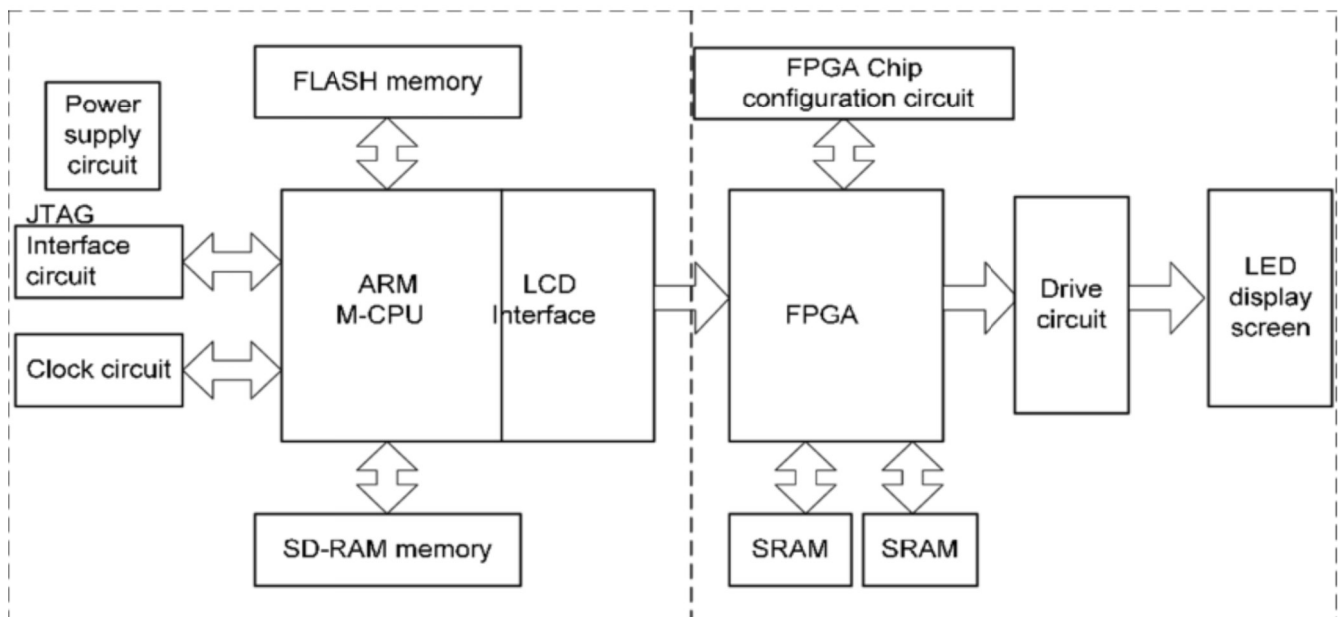 FLASH memory
FPGA Chip
configuration circuit
Power
supply
circuit
JTAG
Interface
circuit
ARM
M-CPU
LCD
Interface
FPGA
Drive
circuit
LED
display
screen
Clock circuit
SD-RAM memory
SRAM
SRAM